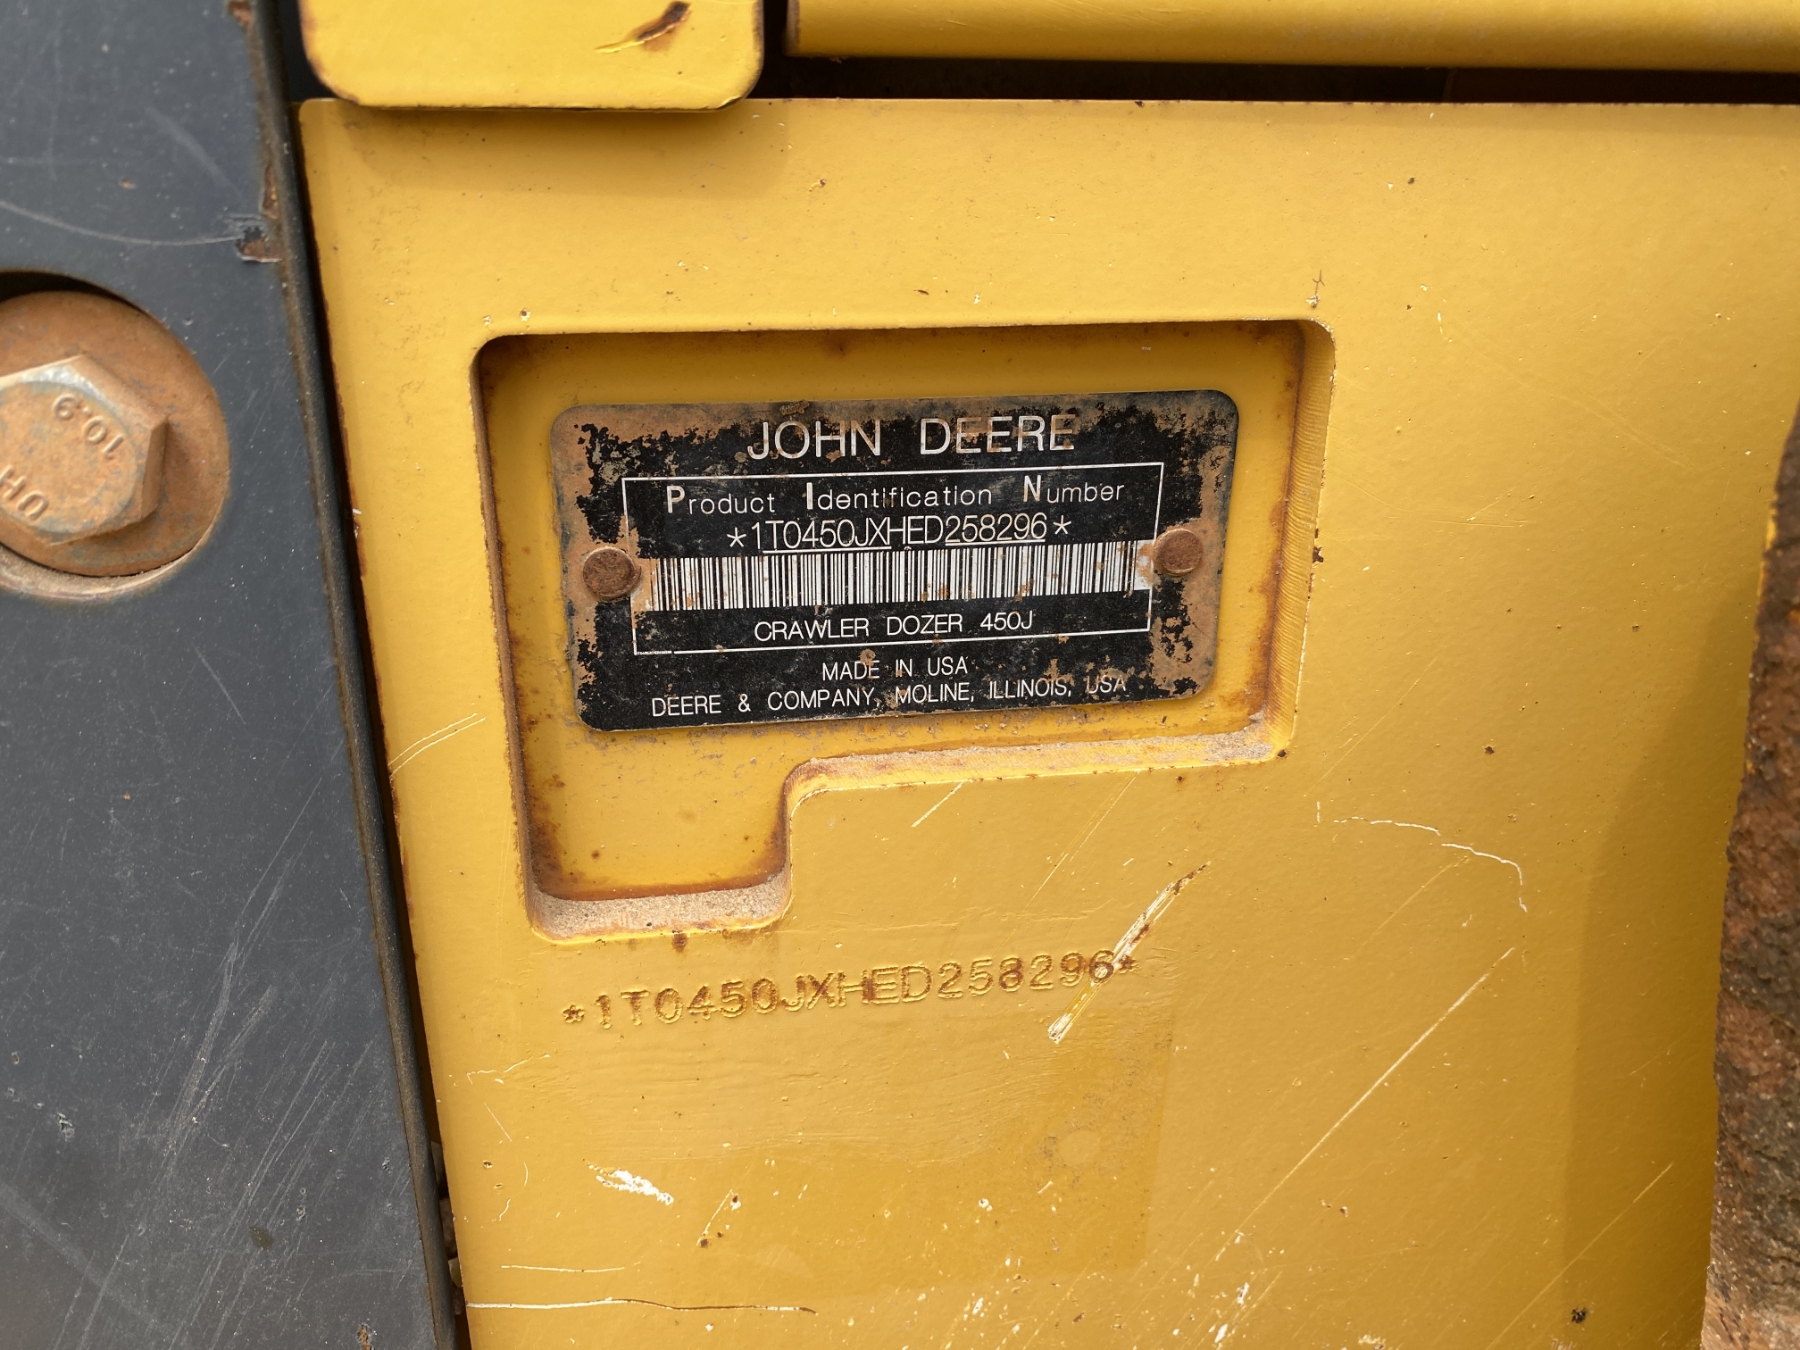 JOHN DEERE
Product Identification Number
*1T0450JXHED258296*
CRAWLER DOZER 450J
MADE IN USA
DEERE & COMPANY, MOLINE, ILLINOIS, USA
*1T0450JXHED258296*
10.9
UH